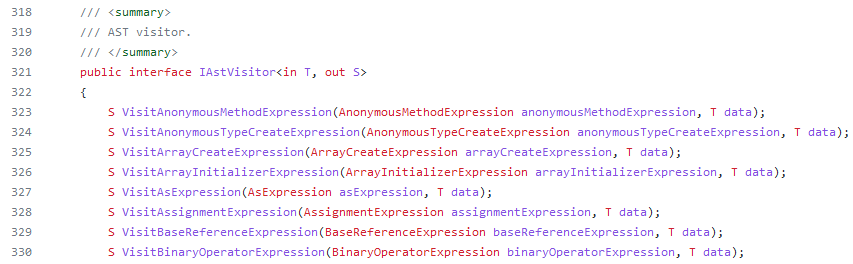 318 /// <summary>
319 /// AST visitor.
320 /// </summary>
321 public interface IAstVisitor<in T, out S>
322 {
323 S VisitAnonymousMethodExpression(AnonymousMethodExpression anonymousMethodExpression, T data);
324 S VisitAnonymousTypeCreateExpression(AnonymousTypeCreateExpression anonymousTypeCreateExpression, T data);
325 S VisitArrayCreateExpression(ArrayCreateExpression arrayCreateExpression, T data);
326 S VisitArrayInitializerExpression(ArrayInitializerExpression arrayInitializerExpression, T data);
327 S VisitAsExpression(AsExpression asExpression, T data);
328 S VisitAssignmentExpression(AssignmentExpression assignmentExpression, T data);
329 S VisitBaseReferenceExpression(BaseReferenceExpression baseReferenceExpression, T data);
330 S VisitBinaryOperatorExpression(BinaryOperatorExpression binaryOperatorExpression, T data);